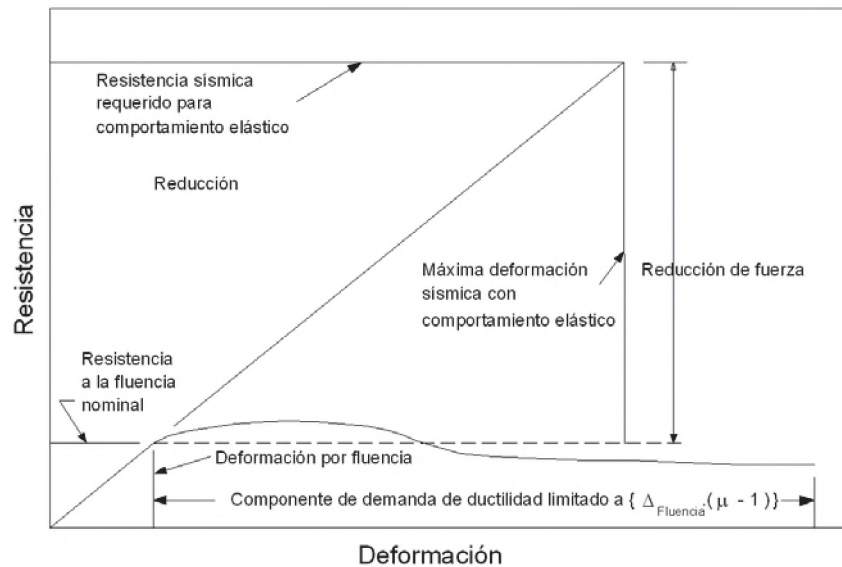 Resistencia sísmica
requerido para
comportamiento elástico
Reducción
Máxima deformación
sísmica con
comportamiento elástico
Reducción de fuerza
Resistencia
Resistencia
a la fluencia
nominal
Deformación por fluencia
Componente de demanda de ductilidad limitado a { Δ Fluencia.(μ - 1)}
Deformación